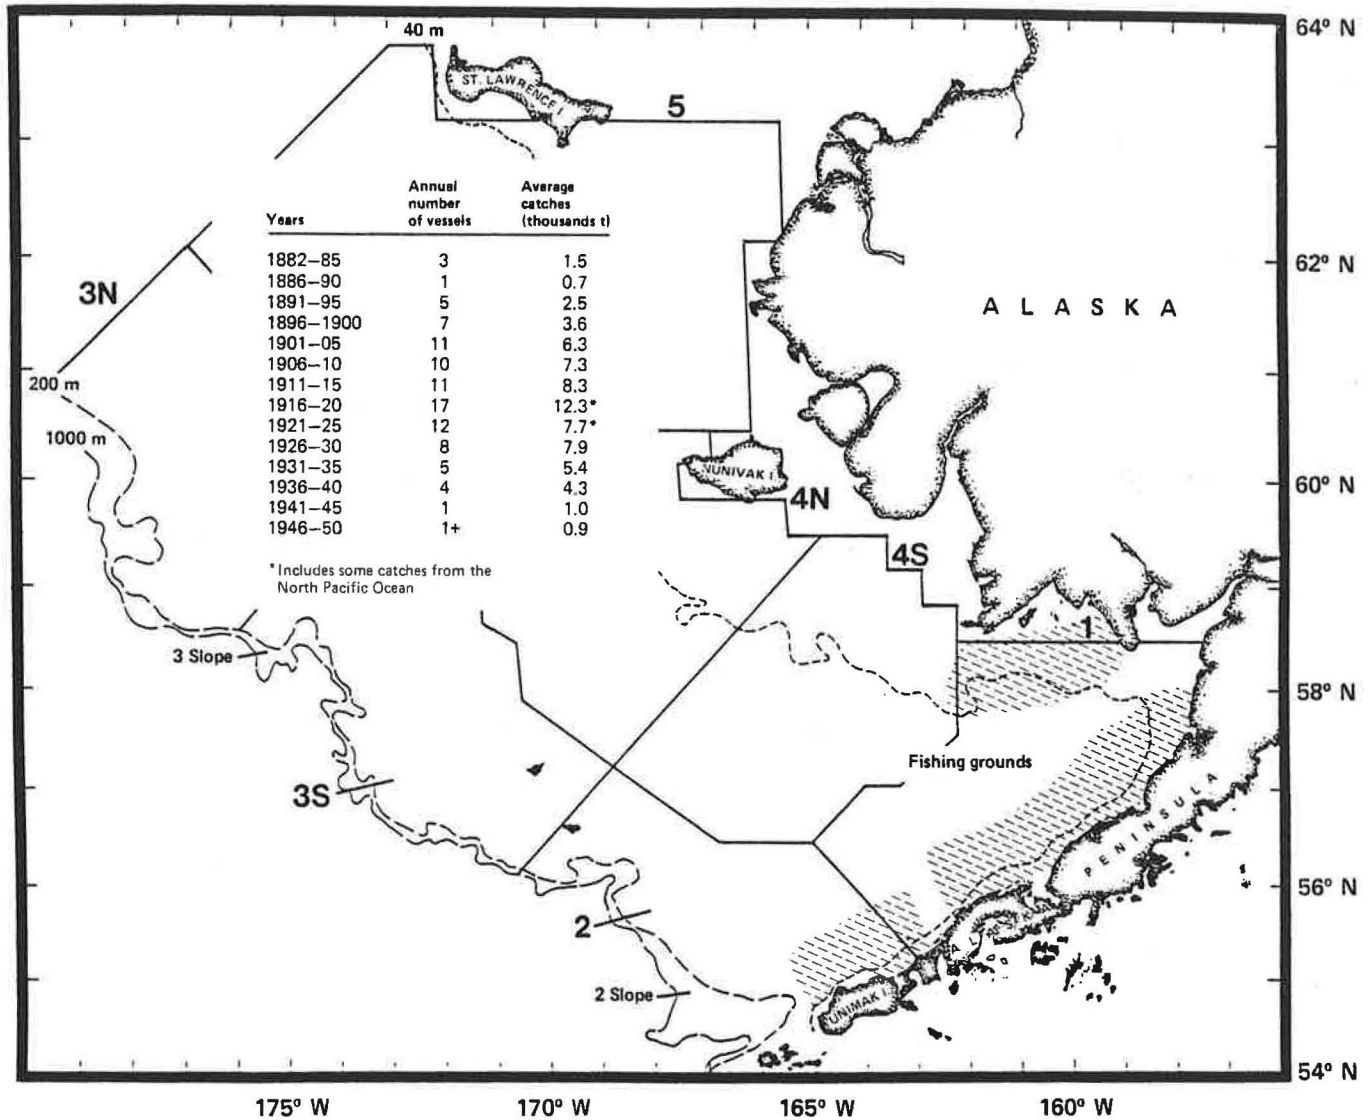 64° N
40 m
ST. LAWRENCE I
5
Annual Average
number catches
Years of vessels (thousands t)
1882–85 3 1.5
1886–90 1 0.7
1891–95 5 2.5
1896–1900 7 3.6
1901–05 11 6.3
1906–10 10 7.3
1911–15 11 8.3
1916–20 17 12.3*
1921–25 12 7.7*
1926–30 8 7.9
1931–35 5 5.4
1936–40 4 4.3
1941–45 1 1.0
1946–50 1+ 0.9
*Includes some catches from the
North Pacific Ocean
62° N
3N
ALASKA
200 m
1000 m
NUNIVAK I
60° N
4N
4S
1
3 Slope
58° N
Fishing grounds
3S
PENINSULA
56° N
2
ALASKA
2 Slope
UNIMAK I
54° N
175° W 170° W 165° W 160° W